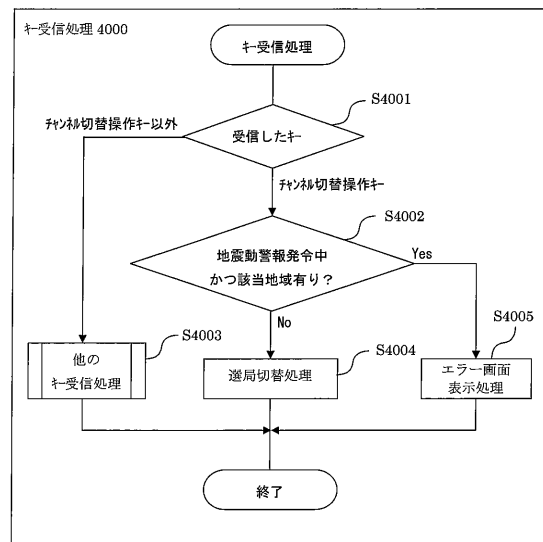 キー受信処理 4000
キー受信処理
S4001
チャンネル切替操作キー以外
受信したキー
チャンネル切替操作キー
S4002
地震動警報発令中
かつ該当地域有り？
Yes
No
S4003
他の
キー受信処理
S4004
選局切替処理
S4005
エラー画面
表示処理
終了